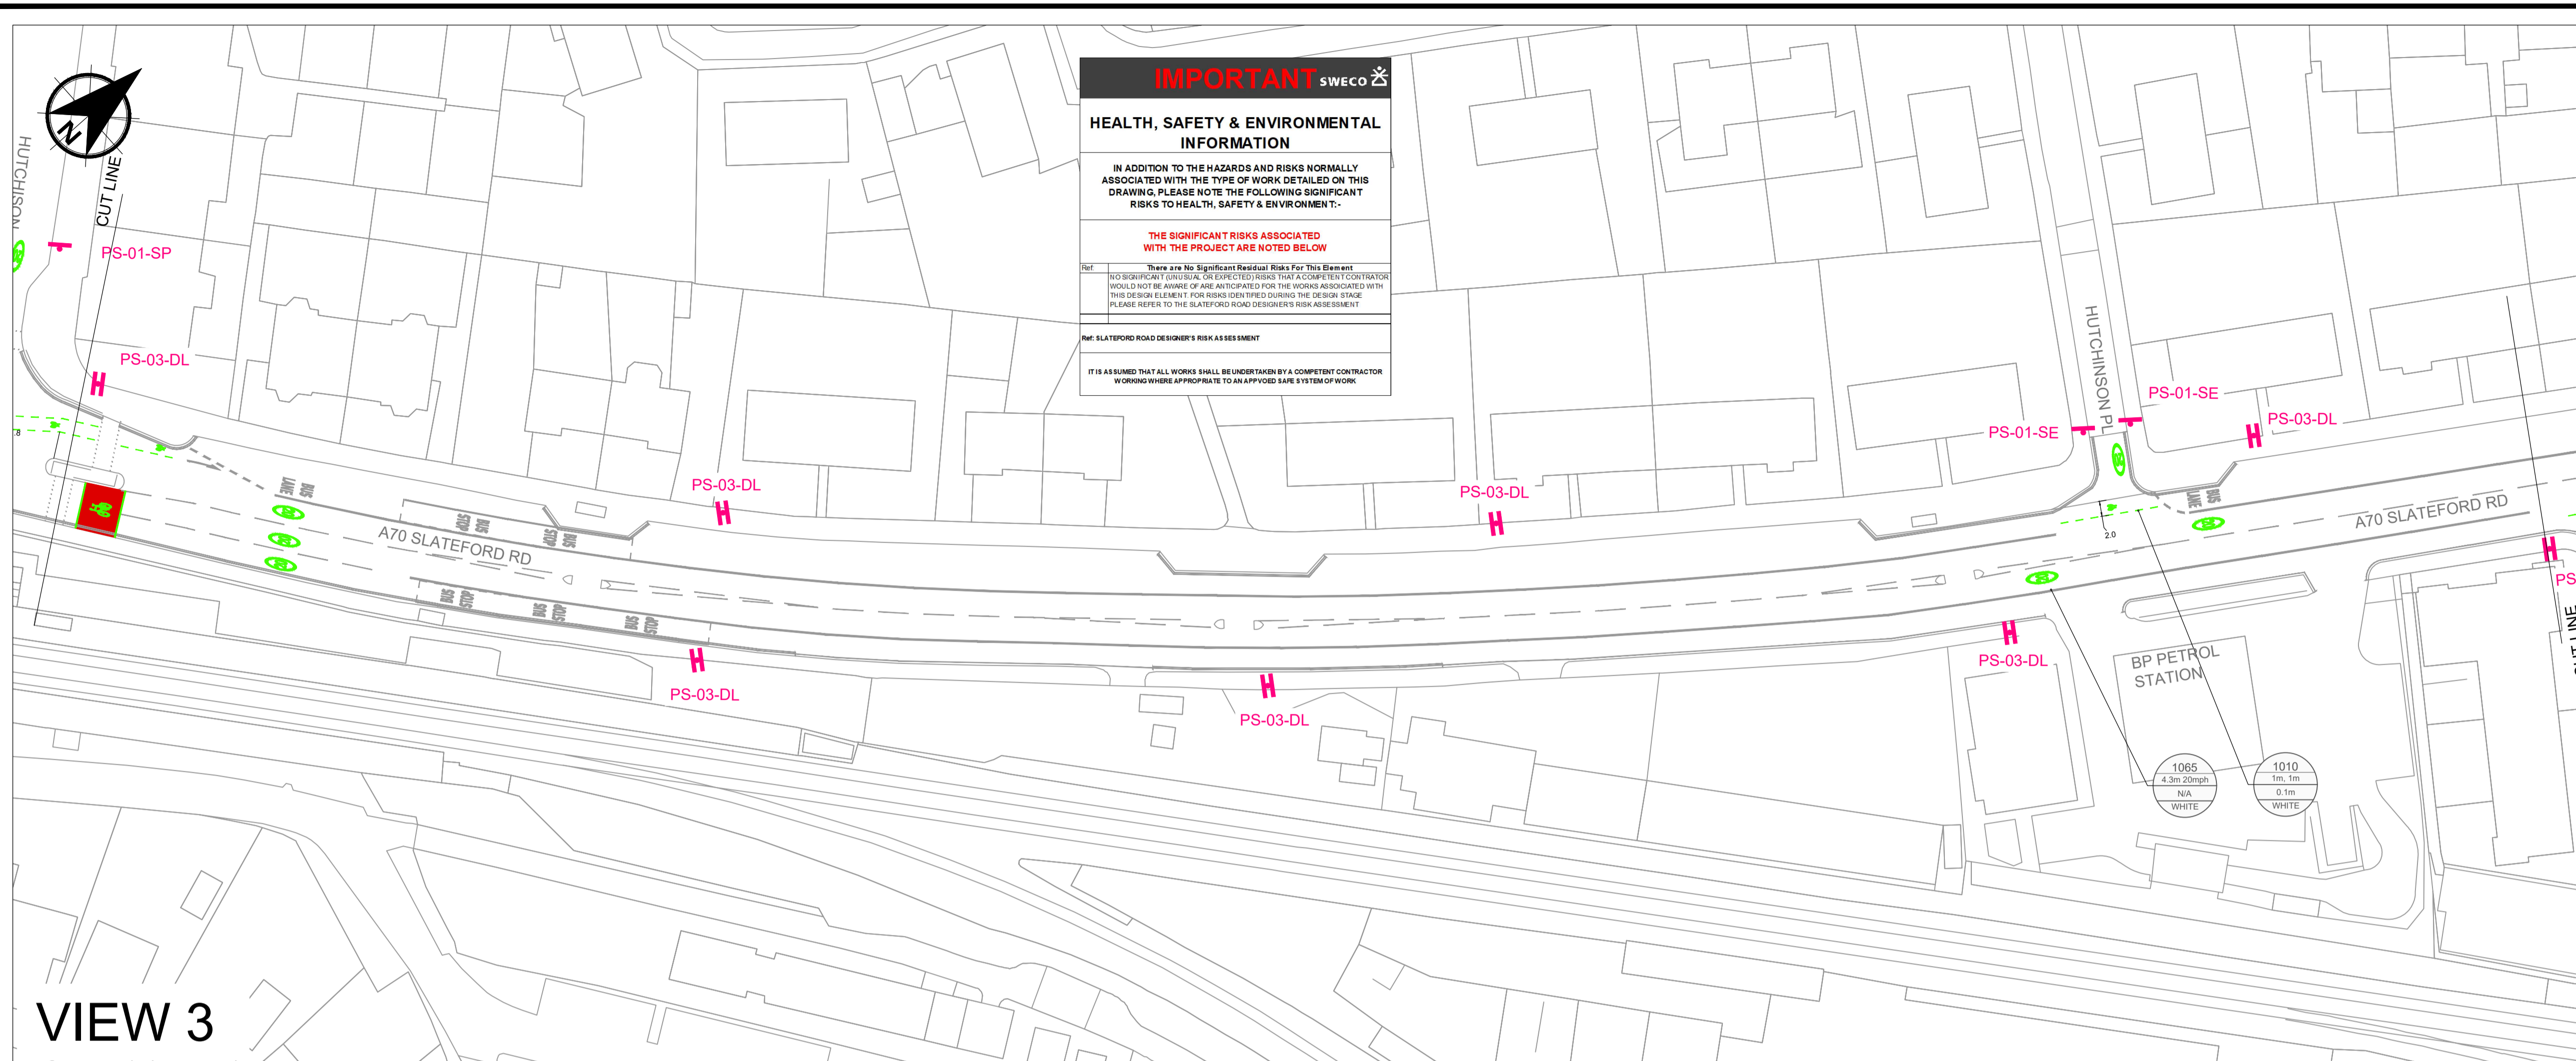 IMPORTANT SWECO
HEALTH, SAFETY & ENVIRONMENTAL
INFORMATION
IN ADDITION TO THE HAZARDS AND RISKS NORMALLY
ASSOCIATED WITH THE TYPE OF WORK DETAILED ON THIS
DRAWING, PLEASE NOTE THE FOLLOWING SIGNIFICANT
RISKS TO HEALTH, SAFETY & ENVIRONMENT:-
THE SIGNIFICANT RISKS ASSOCIATED
WITH THE PROJECT ARE NOTED BELOW
Ref: There are No Significant Residual Risks For This Element
NO SIGNIFICANT (UNUSUAL OR EXPECTED) RISKS THAT A COMPETENT CONTRATOR
WOULD NOT BE AWARE OF ARE ANTICIPATED FOR THE WORKS ASSOICIATED WITH
THIS DESIGN ELEMENT. FOR RISKS IDENTIFIED DURING THE DESIGN STAGE
PLEASE REFER TO THE SLATEFORD ROAD DESIGNER'S RISK ASSESSMENT
Ref: SLATEFORD ROAD DESIGNER'S RISK ASSESSMENT
IT IS ASSUMED THAT ALL WORKS SHALL BE UNDERTAKEN BY A COMPETENT CONTRACTOR
WORKING WHERE APPROPRIATE TO AN APPVOED SAFE SYSTEM OF WORK
N
HUTCHISON
CUT LINE
PS-01-SP
PS-03-DL
.8
BUS
LANE
BUS
STOP
BUS
STOP
A70 SLATEFORD RD
BUS
STOP
BUS
STOP
BUS
STOP
PS-03-DL
PS-03-DL
PS-03-DL
PS-03-DL
HUTCHINSON PL
PS-01-SE
PS-01-SE
PS-03-DL
BUS
LANE
2.0
A70 SLATEFORD RD
PS-03-DL
BP PETROL
STATION
PS
LINE
1065
4.3m 20mph
N/A
WHITE
1010
1m, 1m
0.1m
WHITE
VIEW 3